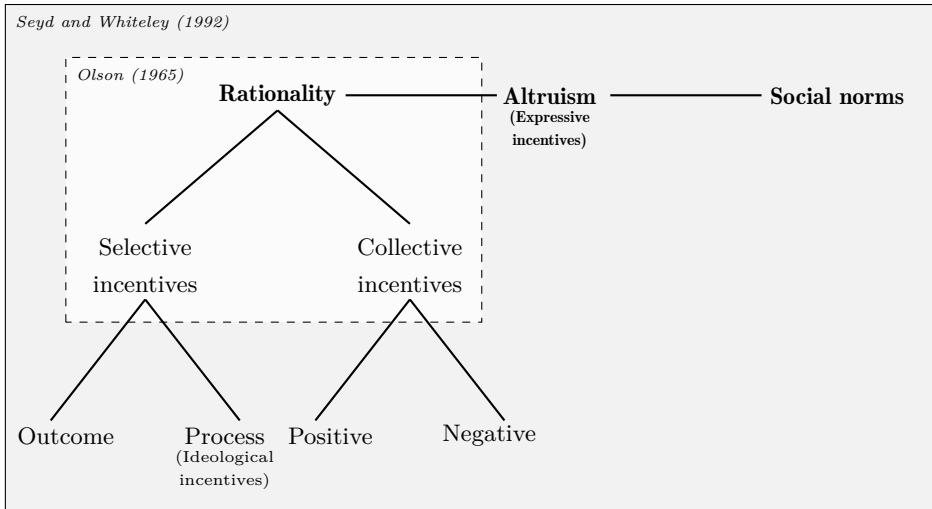 Seyd and Whiteley (1992)
Olson (1965)
Rationality
Altruism
(Expressive
incentives)
Social norms
Selective
incentives
Collective
incentives
Outcome
Process
(Ideological
incentives)
Positive
Negative